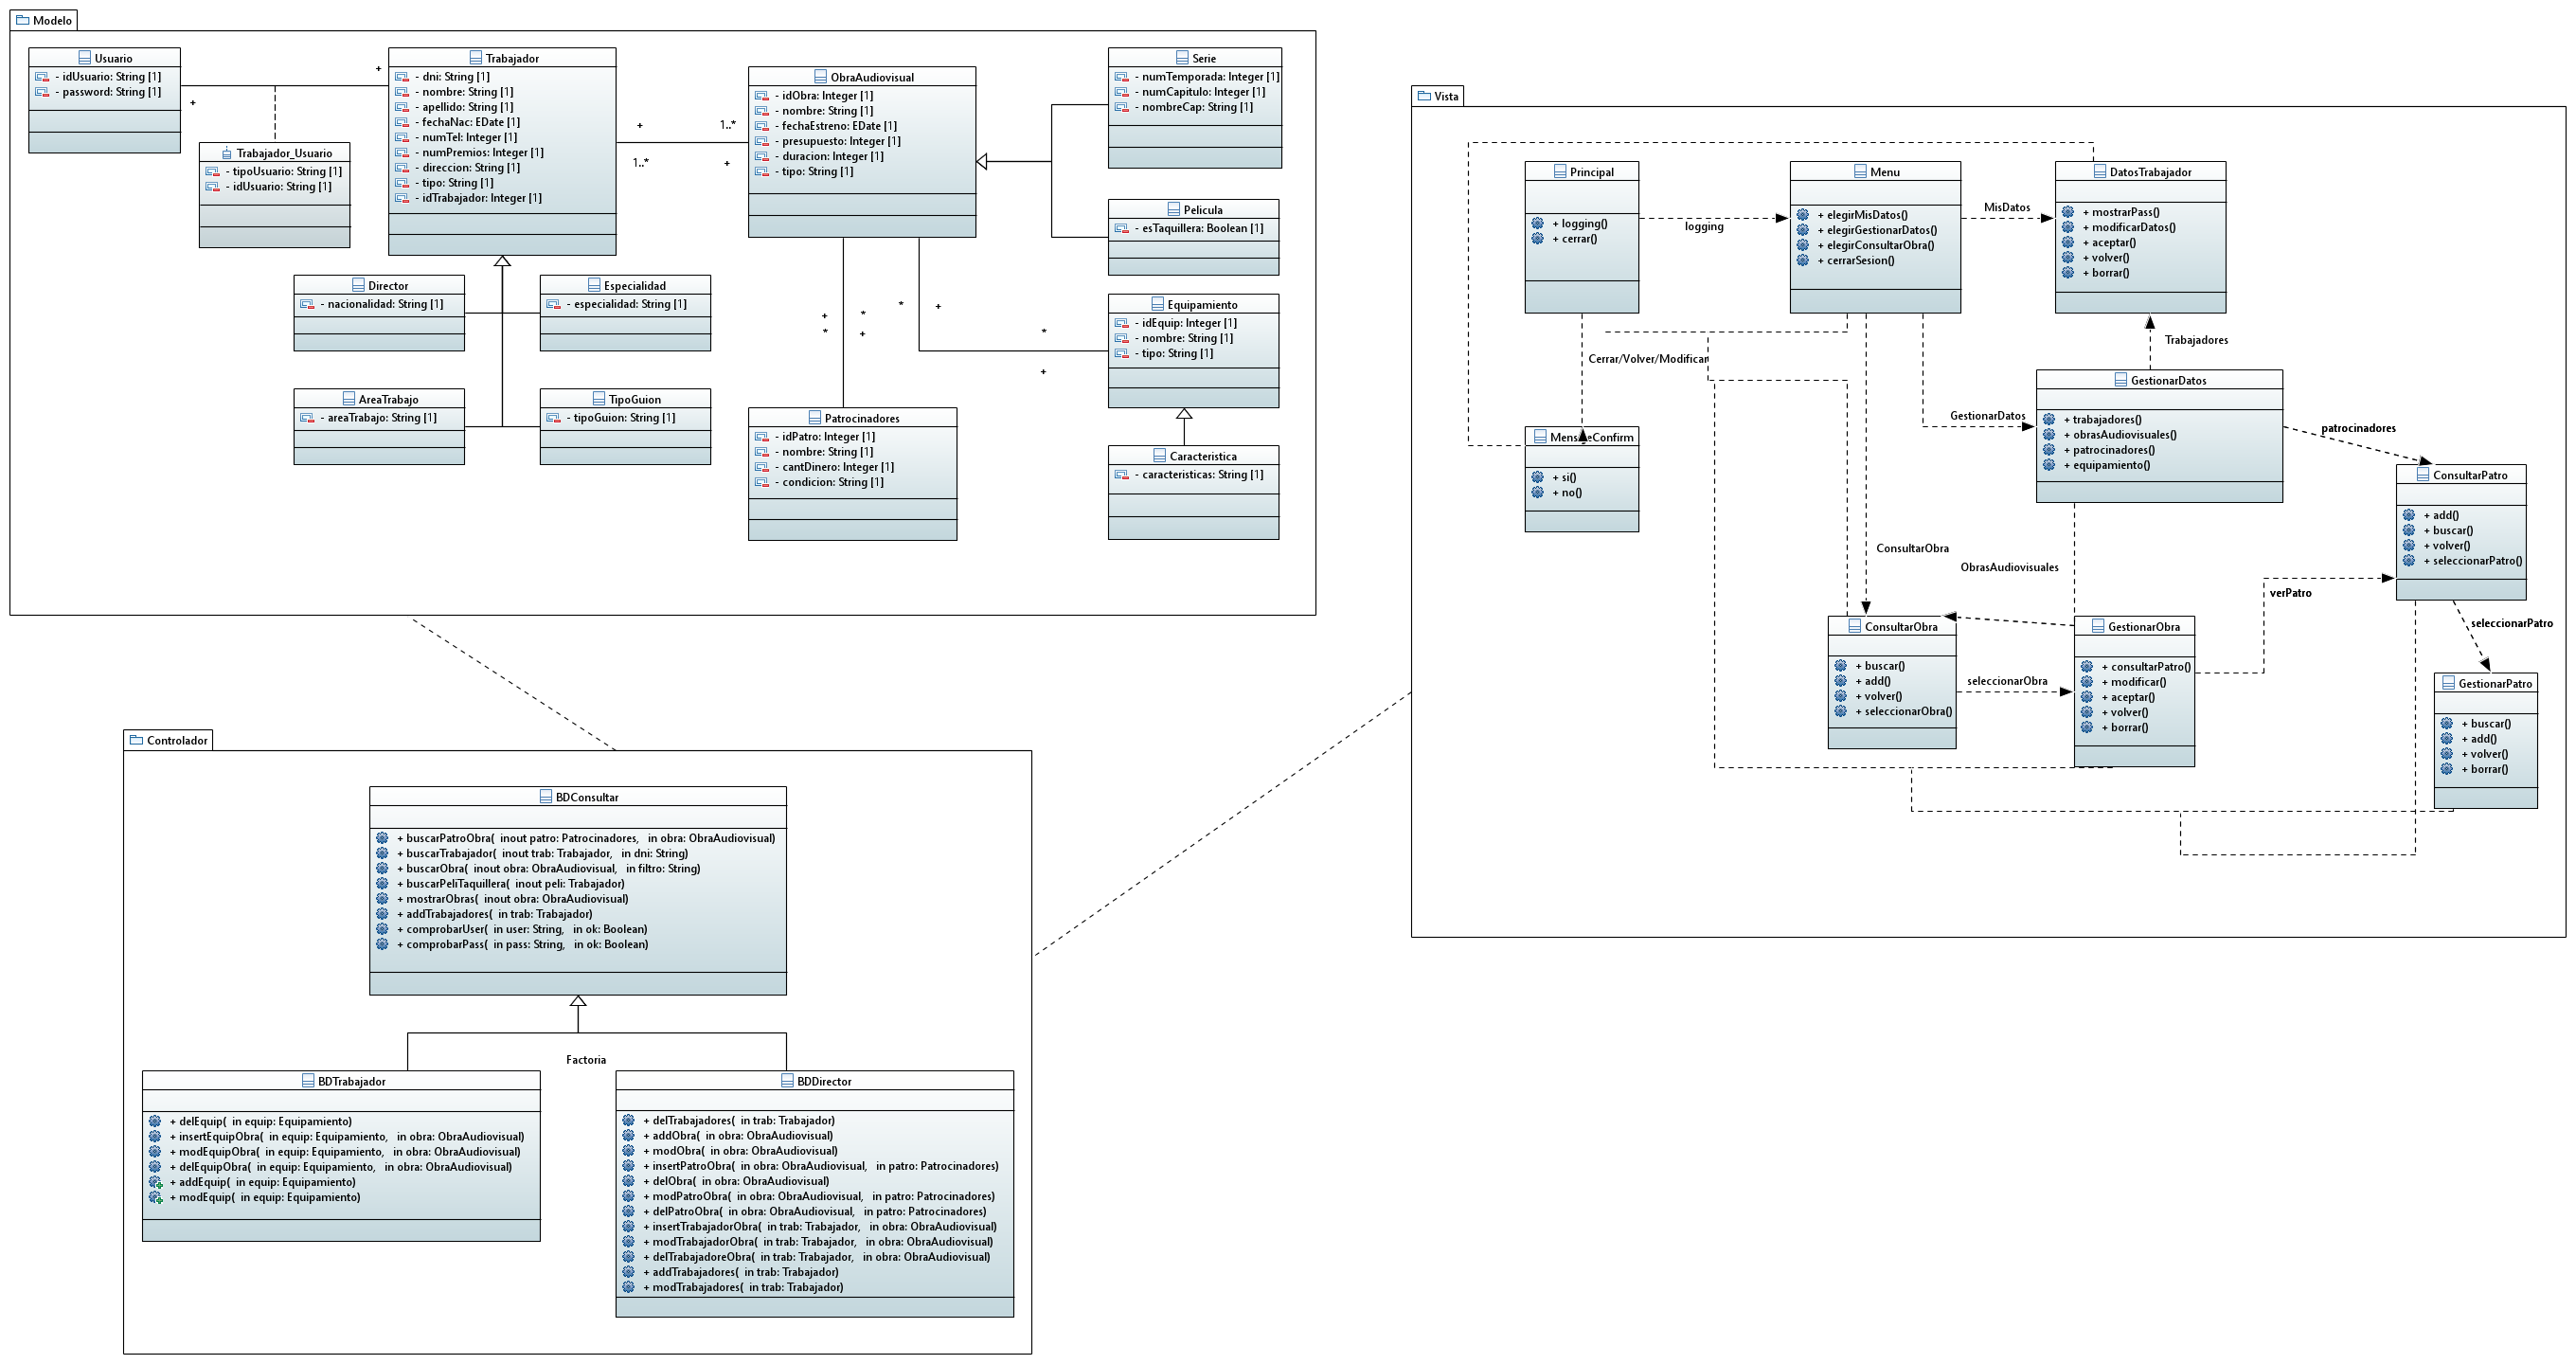 Modelo
Usuario
- idUsuario: String [1]
- password: String [1]
+
+
Trabajador_Usuario
- tipoUsuario: String [1]
- idUsuario: String [1]
Trabajador
- dni: String [1]
- nombre: String [1]
- apellido: String [1]
- fechaNac: EDate [1]
- numTel: Integer [1]
- numPremios: Integer [1]
- direccion: String [1]
- tipo: String [1]
- idTrabajador: Integer [1]
+
1..*
1..*
+
ObraAudiovisual
- idObra: Integer [1]
- nombre: String [1]
- fechaEstreno: EDate [1]
- presupuesto: Integer [1]
- duracion: Integer [1]
- tipo: String [1]
Serie
- numTemporada: Integer [1]
- numCapitulo: Integer [1]
- nombreCap: String [1]
Pelicula
- esTaquillera: Boolean [1]
Director
- nacionalidad: String [1]
Especialidad
- especialidad: String [1]
AreaTrabajo
- areaTrabajo: String [1]
TipoGuion
- tipoGuion: String [1]
+
*
*
+
*
+
*
+
Equipamiento
- idEquip: Integer [1]
- nombre: String [1]
- tipo: String [1]
Patrocinadores
- idPatro: Integer [1]
- nombre: String [1]
- cantDinero: Integer [1]
- condicion: String [1]
Caracteristica
- caracteristicas: String [1]
Vista
Principal
+ logging()
+ cerrar()
logging
Menu
+ elegirMisDatos()
+ elegirGestionarDatos()
+ elegirConsultarObra()
+ cerrarSesion()
MisDatos
DatosTrabajador
+ mostrarPass()
+ modificarDatos()
+ aceptar()
+ volver()
+ borrar()
Trabajadores
Cerrar/Volver/Modificar
GestionarDatos
GestionarDatos
+ trabajadores()
+ obrasAudiovisuales()
+ patrocinadores()
+ equipamiento()
patrocinadores
+ si()
+ no()
ConsultarPatro
+ add()
+ buscar()
+ volver()
+ seleccionarPatro()
ConsultarObra
ObrasAudiovisuales
verPatro
seleccionarPatro
ConsultarObra
+ buscar()
+ add()
+ volver()
+ seleccionarObra()
seleccionarObra
GestionarObra
+ consultarPatro()
+ modificar()
+ aceptar()
+ volver()
+ borrar()
GestionarPatro
+ buscar()
+ add()
+ volver()
+ borrar()
Controlador
BDConsultar
+ buscarPatroObra( inout patro: Patrocinadores, in obra: ObraAudiovisual)
+ buscarTrabajador( inout trab: Trabajador, in dni: String)
+ buscarObra( inout obra: ObraAudiovisual, in filtro: String)
+ buscarPeliTaquillera( inout peli: Trabajador)
+ mostrarObras( inout obra: ObraAudiovisual)
+ addTrabajadores( in trab: Trabajador)
+ comprobarUser( in user: String, in ok: Boolean)
+ comprobarPass( in pass: String, in ok: Boolean)
Factoria
BDTrabajador
+ delEquip( in equip: Equipamiento)
+ insertEquipObra( in equip: Equipamiento, in obra: ObraAudiovisual)
+ modEquipObra( in equip: Equipamiento, in obra: ObraAudiovisual)
+ delEquipObra( in equip: Equipamiento, in obra: ObraAudiovisual)
+ addEquip( in equip: Equipamiento)
+ modEquip( in equip: Equipamiento)
BDDirector
+ delTrabajadores( in trab: Trabajador)
+ addObra( in obra: ObraAudiovisual)
+ modObra( in obra: ObraAudiovisual)
+ insertPatroObra( in obra: ObraAudiovisual, in patro: Patrocinadores)
+ delObra( in obra: ObraAudiovisual)
+ modPatroObra( in obra: ObraAudiovisual, in patro: Patrocinadores)
+ delPatroObra( in obra: ObraAudiovisual, in patro: Patrocinadores)
+ insertTrabajadorObra( in trab: Trabajador, in obra: ObraAudiovisual)
+ modTrabajadorObra( in trab: Trabajador, in obra: ObraAudiovisual)
+ delTrabajadoreObra( in trab: Trabajador, in obra: ObraAudiovisual)
+ addTrabajadores( in trab: Trabajador)
+ modTrabajadores( in trab: Trabajador)